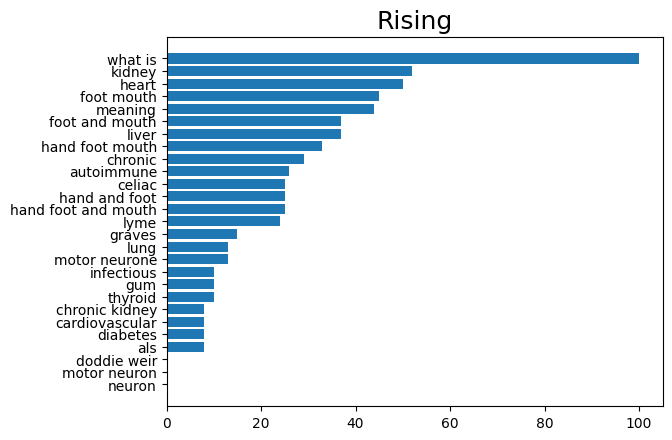 Rising
what is
kidney
heart
foot mouth
meaning
foot and mouth
liver
hand foot mouth
chronic
autoimmune
celiac
hand and foot
hand foot and mouth
lyme
graves
lung
motor neurone
infectious
gum
thyroid
chronic kidney
cardiovascular
diabetes
als
doddie weir
motor neuron
neuron
0 20 40 60 80 100